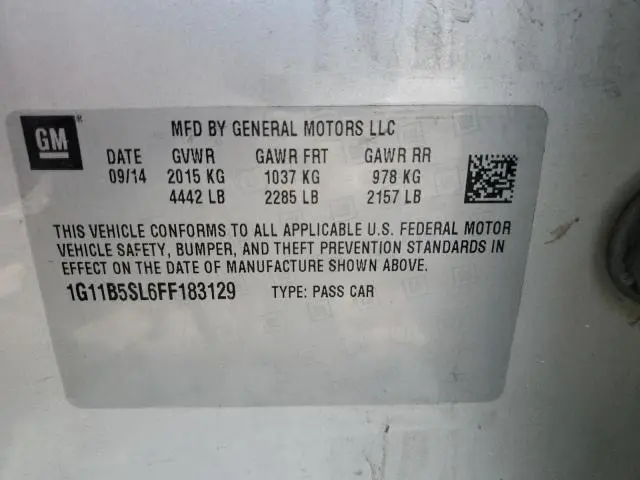 GM ®
MFD BY GENERAL MOTORS LLC
DATE GVWR GAWR FRT GAWR RR
09/14 2015 KG 1037 KG 978 KG
4442 LB 2285 LB 2157 LB
THIS VEHICLE CONFORMS TO ALL APPLICABLE U.S. FEDERAL MOTOR
VEHICLE SAFETY, BUMPER, AND THEFT PREVENTION STANDARDS IN
EFFECT ON THE DATE OF MANUFACTURE SHOWN ABOVE.
1G11B5SL6FF183129 TYPE: PASS CAR